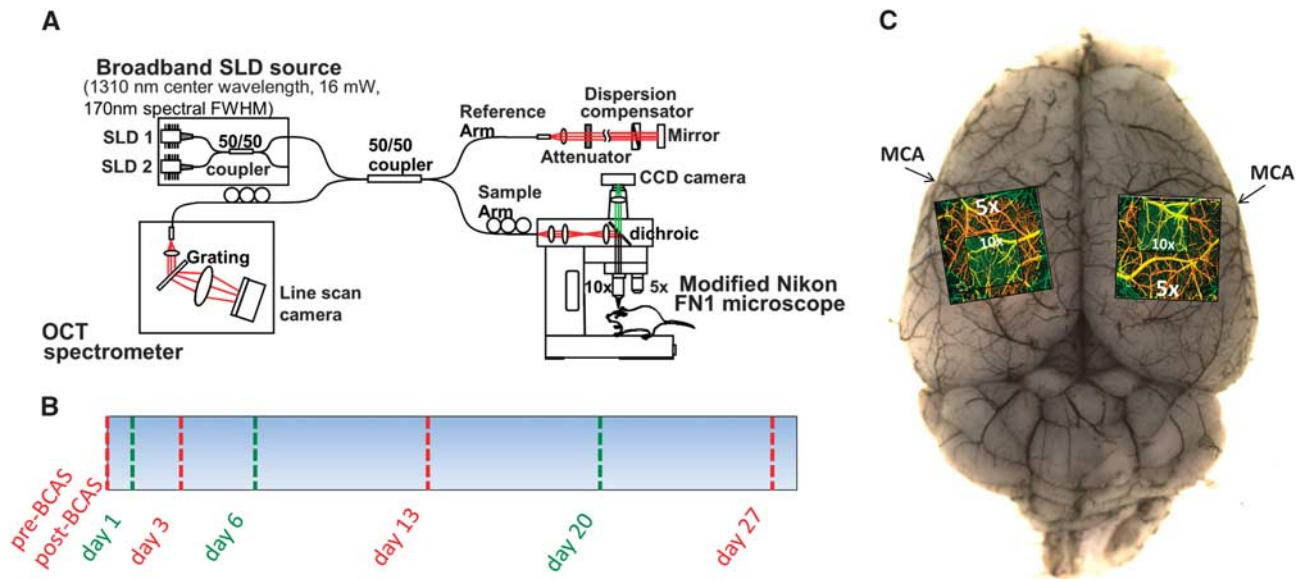 A
Broadband SLD source
(1310 nm center wavelength, 16 mW,
170nm spectral FWHM)
SLD 1
50/50
coupler
SLD 2
50/50
coupler
Reference
Arm
Dispersion
compensator
Mirror
Attenuator
CCD camera
Sample
Arm
dichroic
10x
5x
Modified Nikon
FN1 microscope
Grating
Line scan
camera
OCT
spectrometer
B
pre-BCAS
post-BCAS
day 1
day 3
day 6
day 13
day 20
day 27
C
MCA
MCA
5x
10x
10x
5x